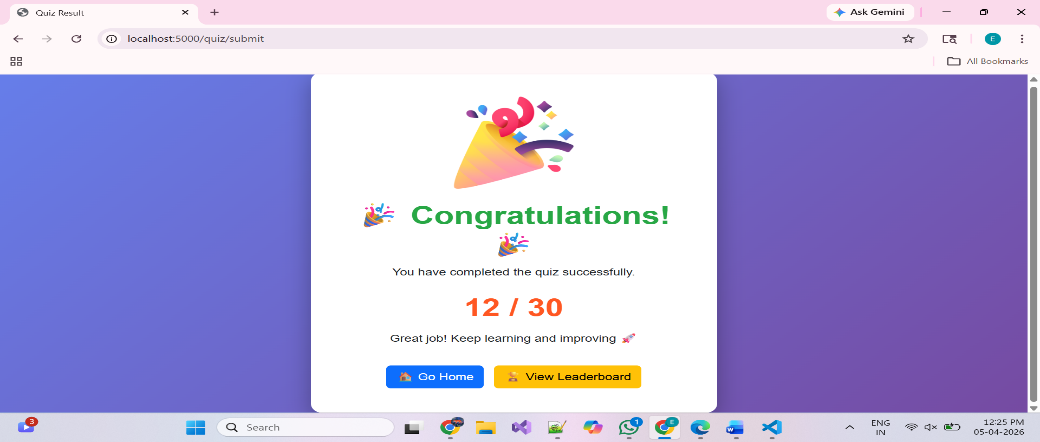 Quiz Result
Ask Gemini
localhost:5000/quiz/submit
E
All Bookmarks
Congratulations!
You have completed the quiz successfully.
12 / 30
Great job! Keep learning and improving
Go Home
View Leaderboard
3
Search
E
1
ENG
IN
12:25 PM
05-04-2026